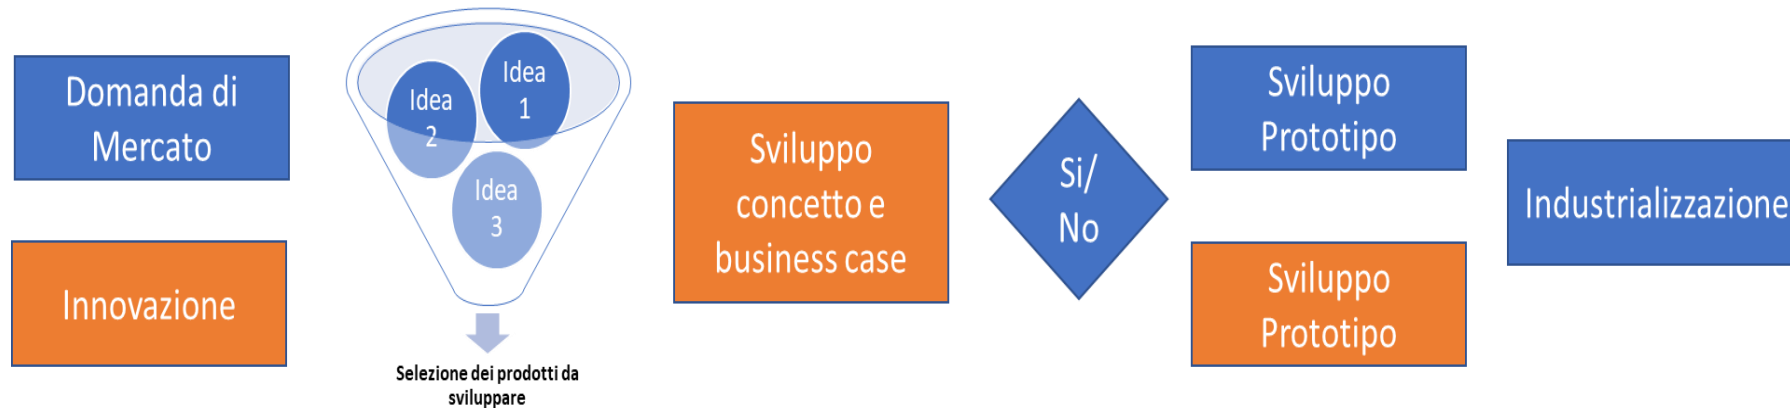 Domanda di
Mercato
Innovazione
Idea
1
Idea
2
Idea
3
Selezione dei prodotti da
sviluppare
Sviluppo
concetto e
business case
Si/
No
Sviluppo
Prototipo
Sviluppo
Prototipo
Industrializzazione